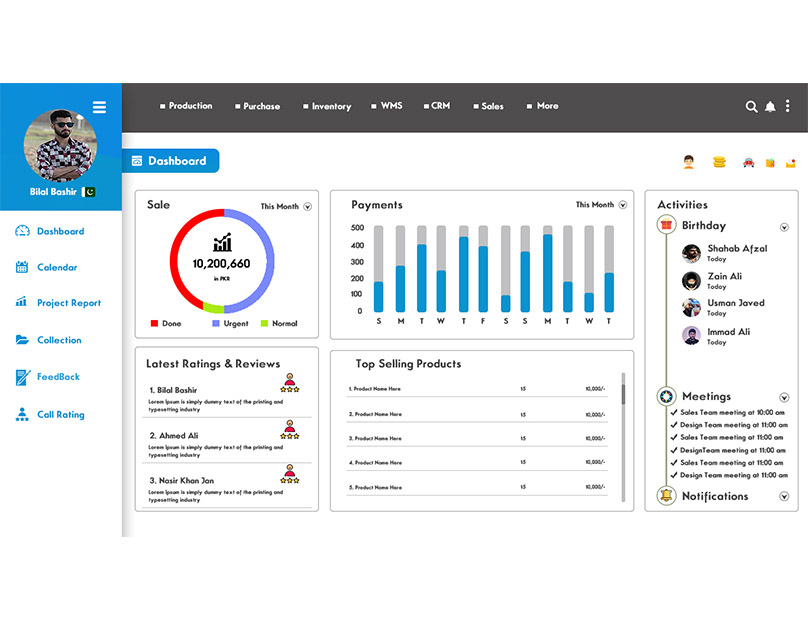 Production
Purchase
Inventory
WMS
CRM
Sales
More
Bilal Bashir
Dashboard
Calendar
Project Report
Collection
FeedBack
Call Rating
Dashboard
Sale
This Month
10,200,660
in PKR
Done
Urgent
Normal
Payments
This Month
500
400
300
200
100
0
S M T W T F S S M T W T
Activities
Birthday
Shahab Afzal
Today
Zain Ali
Today
Usman Javed
Today
Immad Ali
Today
Meetings
Sales Team meeting at 10:00 am
Design Team meeting at 11:00 am
Sales Team meeting at 11:00 am
DesignTeam meeting at 11:00 am
Sales Team meeting at 11:00 am
Design Team meeting at 11:00 am
Notifications
Latest Ratings & Reviews
1. Bilal Bashir
Lorem Ipsum is simply dummy text of the printing and
typesetting industry
2. Ahmed Ali
Lorem Ipsum is simply dummy text of the printing and
typesetting industry
3. Nasir Khan Jan
Lorem Ipsum is simply dummy text of the printing and
typesetting industry
Top Selling Products
1. Product Name Here 15 10,000/-
2. Product Name Here 15 10,000/-
3. Product Name Here 15 10,000/-
4. Product Name Here 15 10,000/-
5. Product Name Here 15 10,000/-